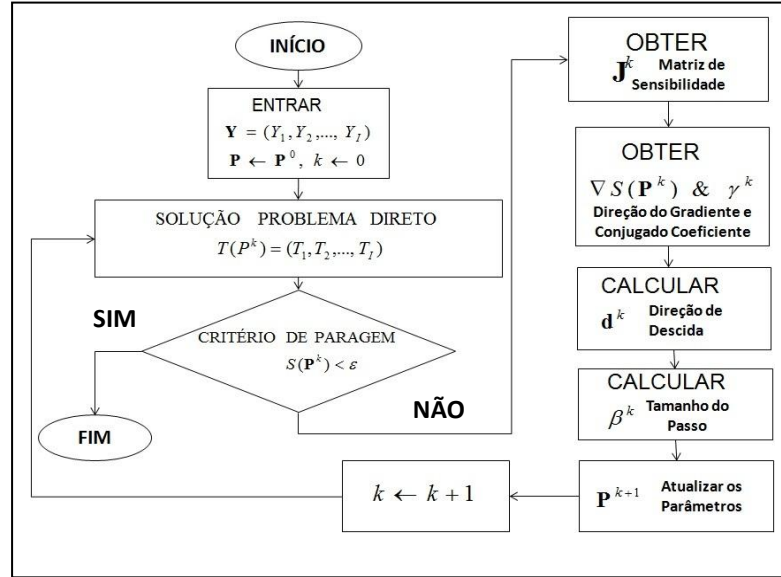 INÍCIO
ENTRAR
Y = (Y₁, Y₂, ..., Y_I)
P ← P⁰, k ← 0
SOLUÇÃO PROBLEMA DIRETO
T(Pᵏ) = (T₁, T₂, ..., T_I)
CRITÉRIO DE PARAGEM
S(Pᵏ) < ε
SIM
FIM
NÃO
OBTER
Jᵏ Matriz de
Sensibilidade
OBTER
∇S(Pᵏ) & γᵏ
Direção do Gradiente e
Conjugado Coeficiente
CALCULAR
dᵏ Direção de
Descida
CALCULAR
βᵏ Tamanho do
Passo
Pᵏ⁺¹ Atualizar os
Parâmetros
k ← k + 1